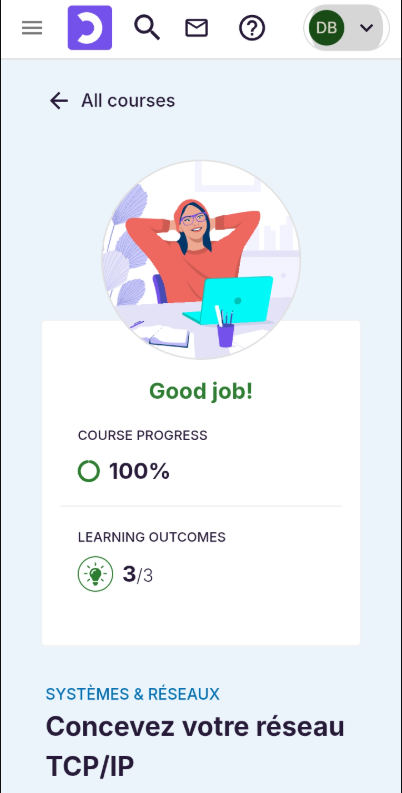 DB
All courses
Good job!
COURSE PROGRESS
100%
LEARNING OUTCOMES
3/3
SYSTÈMES & RÉSEAUX
Concevez votre réseau
TCP/IP